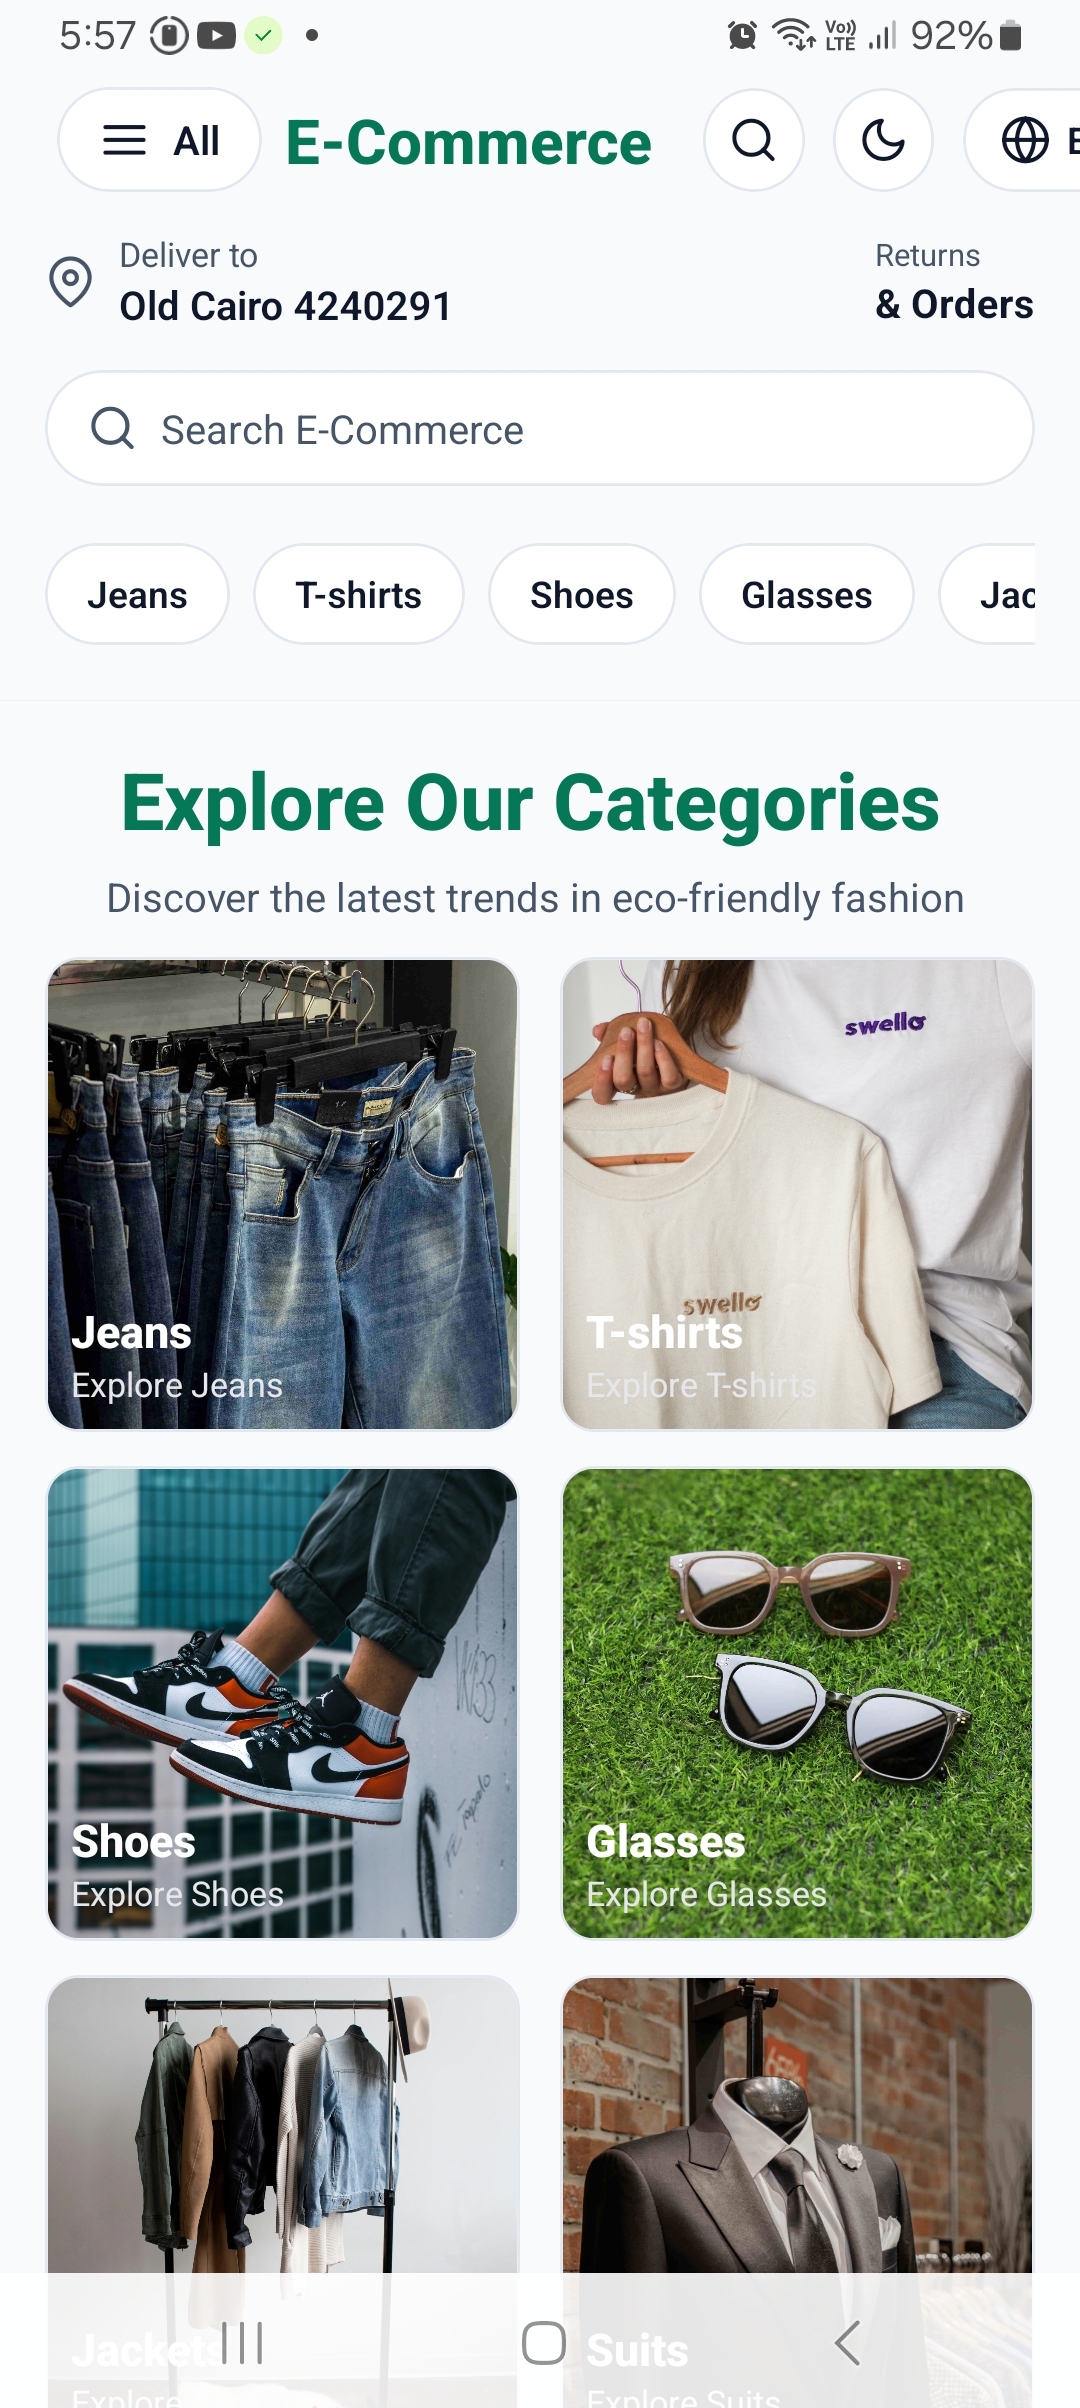 5:57
Vo)) LTE 92%
All E-Commerce
Deliver to
Old Cairo 4240291
Returns
& Orders
Search E-Commerce
Jeans T-shirts Shoes Glasses Jac
Explore Our Categories
Discover the latest trends in eco-friendly fashion
swello
swello
Jeans
Explore Jeans
T-shirts
Explore T-shirts
Shoes
Explore Shoes
Glasses
Explore Glasses
Jackets
Explore
Suits
Explore Suits